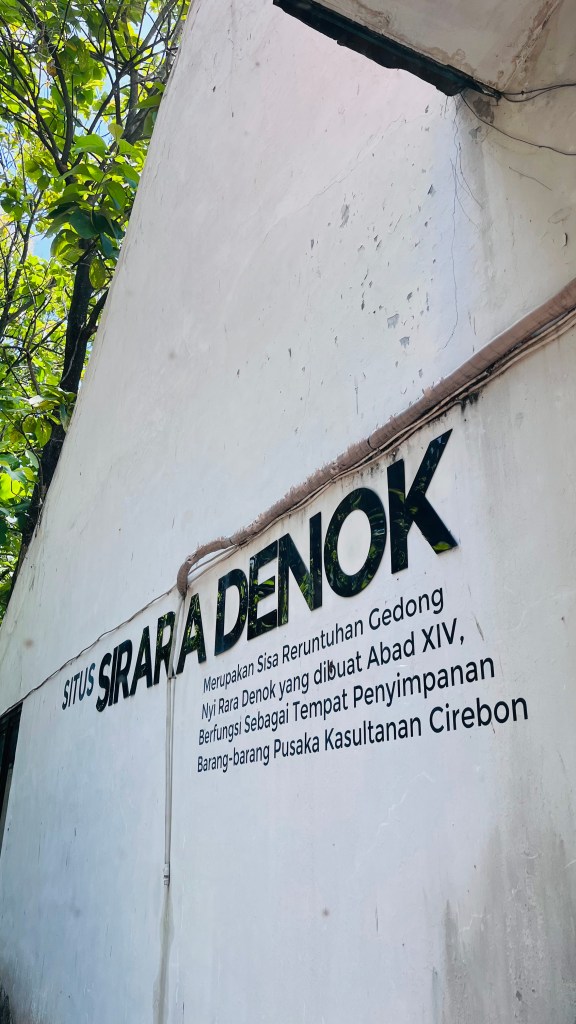 SITUS SIRARA DENOK
Merupakan Sisa Reruntuhan Gedong
Nyi Rara Denok yang dibuat Abad XIV,
Berfungsi Sebagai Tempat Penyimpanan
Barang-barang Pusaka Kasultanan Cirebon